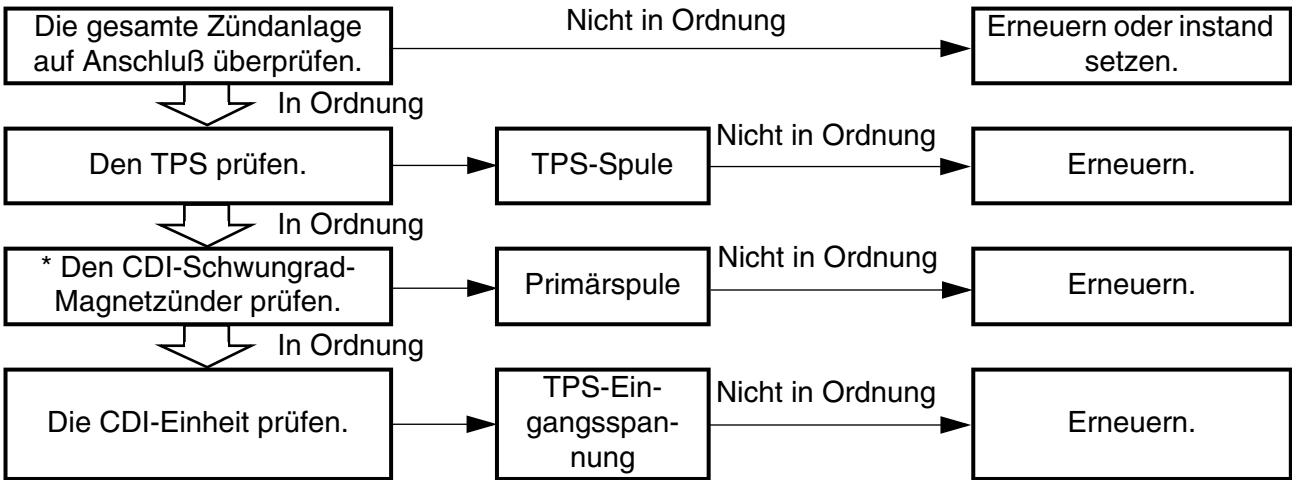 Die gesamte Zündanlage
auf Anschluß überprüfen.
Nicht in Ordnung
Erneuern oder instand
setzen.
In Ordnung
Den TPS prüfen.
TPS-Spule
Nicht in Ordnung
Erneuern.
In Ordnung
* Den CDI-Schwungrad-
Magnetzünder prüfen.
Primärspule
Nicht in Ordnung
Erneuern.
In Ordnung
Die CDI-Einheit prüfen.
TPS-Ein-
gangsspan-
nung
Nicht in Ordnung
Erneuern.